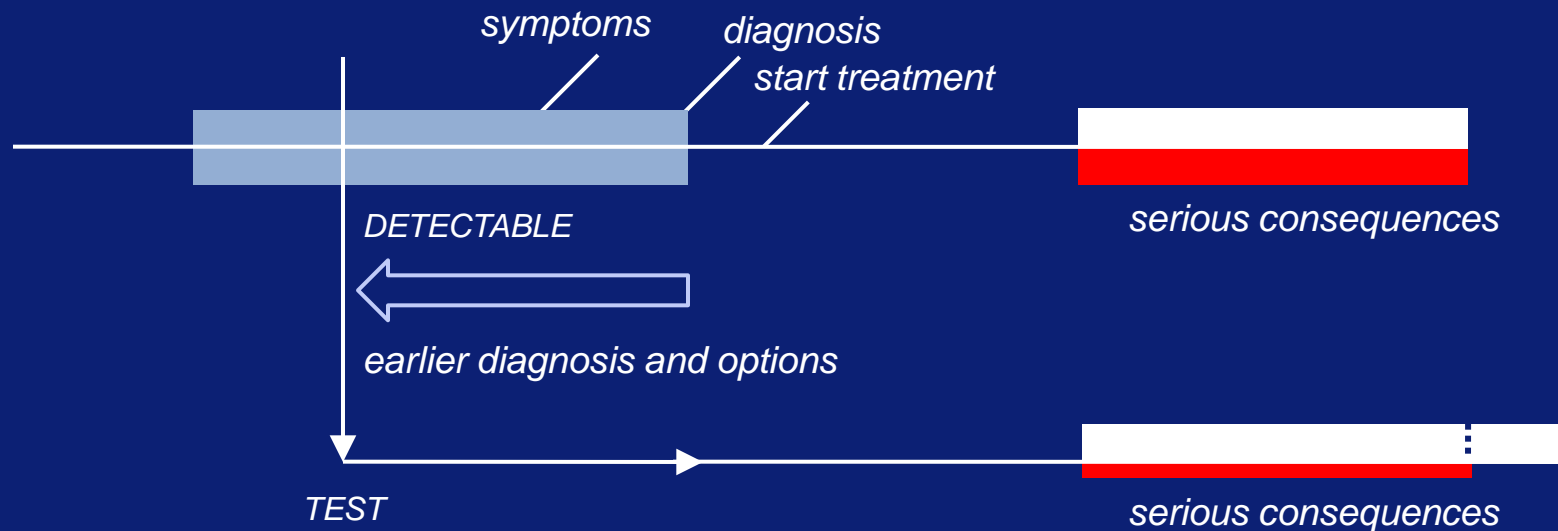 symptoms
diagnosis
start treatment
DETECTABLE
serious consequences
earlier diagnosis and options
TEST
serious consequences